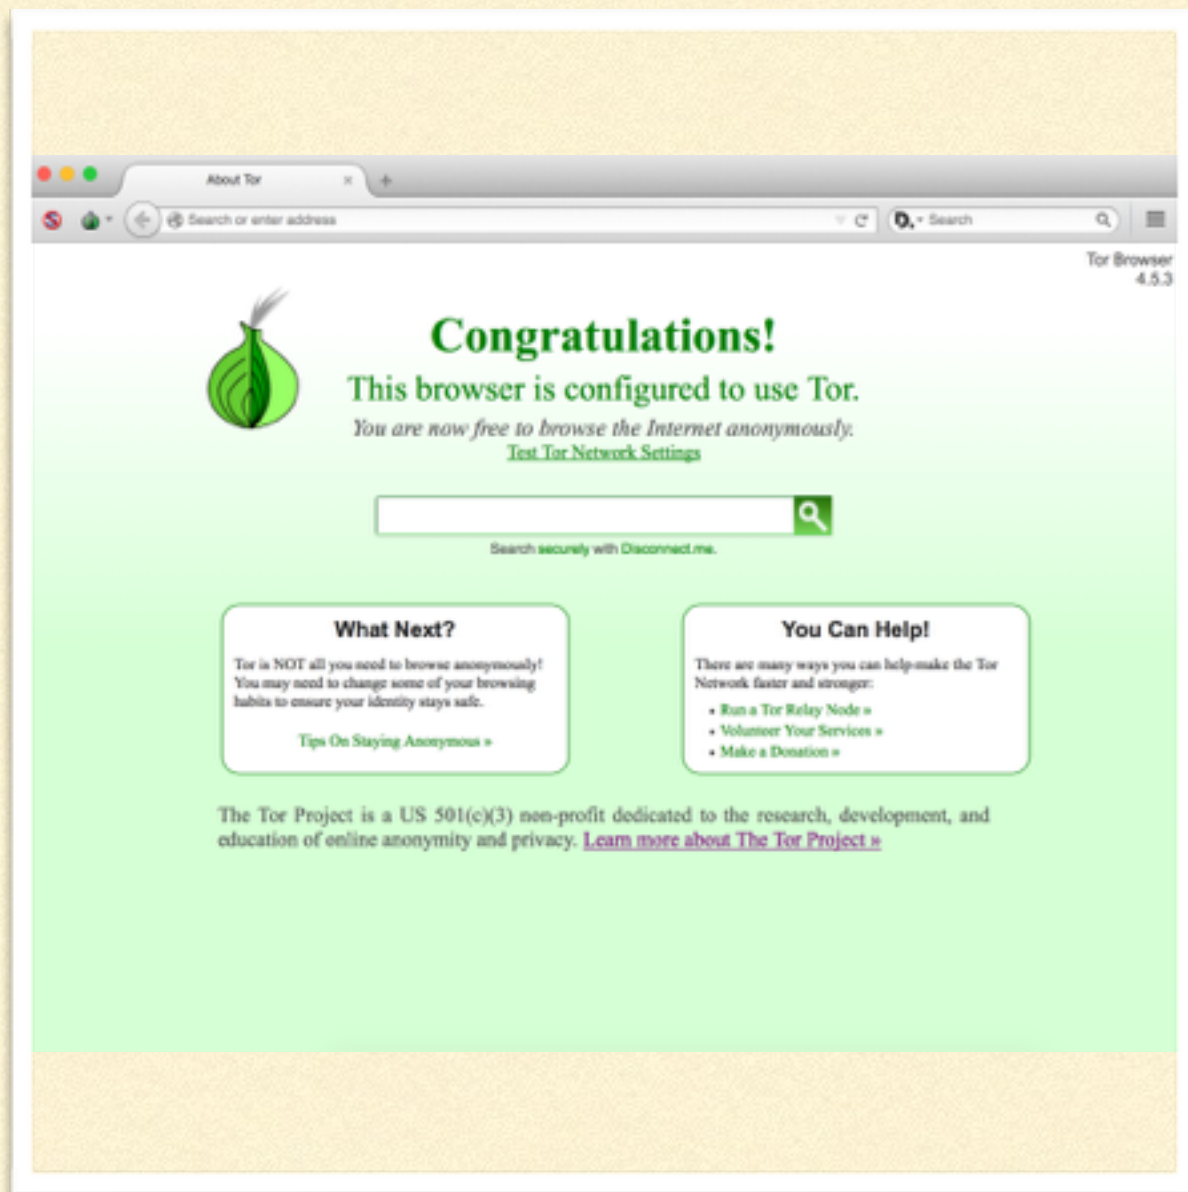 About Tor
Search or enter address
Search
Tor Browser
4.5.3
Congratulations!
This browser is configured to use Tor.
You are now free to browse the Internet anonymously.
Test Tor Network Settings
Search securely with Disconnect.me.
What Next?
Tor is NOT all you need to browse anonymously!
You may need to change some of your browsing
habits to ensure your identity stays safe.
Tips On Staying Anonymous »
You Can Help!
There are many ways you can help make the Tor
Network faster and stronger:
• Run a Tor Relay Node »
• Volunteer Your Services »
• Make a Donation »
The Tor Project is a US 501(c)(3) non-profit dedicated to the research, development, and
education of online anonymity and privacy. Learn more about The Tor Project »